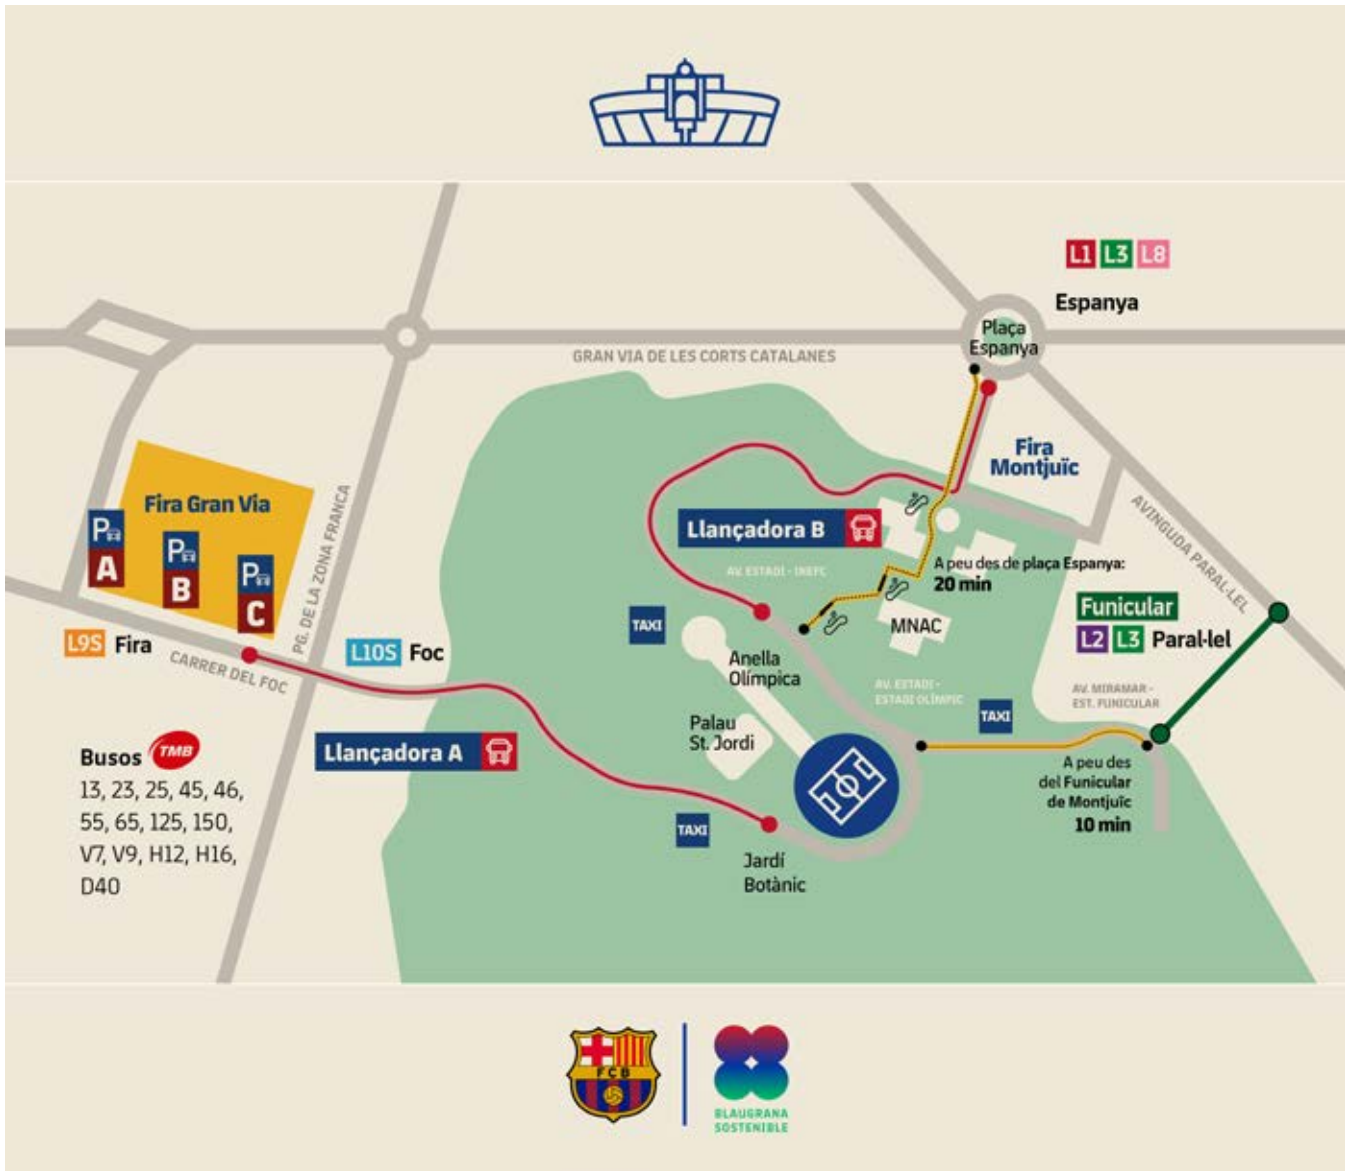 L1 L3 L8
Espanya
Plaça
Espanya
GRAN VIA DE LES CORTS CATALANES
Fira
Montjuïc
AVINGUDA PARAL·LEL
Fira Gran Via
P
A
P
B
P
C
PG. DE LA ZONA FRANCA
Llançadora B
AV. ESTADI - INEFC
A peu des de plaça Espanya:
20 min
Funicular
L2 L3 Paral·lel
TAXI
MNAC
L9S Fira
CARRER DEL FOC
L10S Foc
Anella
Olímpica
AV. ESTADI -
ESTADI OLÍMPIC
AV. MIRAMAR -
EST. FUNICULAR
TAXI
Palau
St. Jordi
Llançadora A
Busos TMB
13, 23, 25, 45, 46,
55, 65, 125, 150,
V7, V9, H12, H16,
D40
A peu des
del Funicular
de Montjuïc
10 min
TAXI
Jardí
Botànic
FCB
BLAUGRANA
SOSTENIBLE